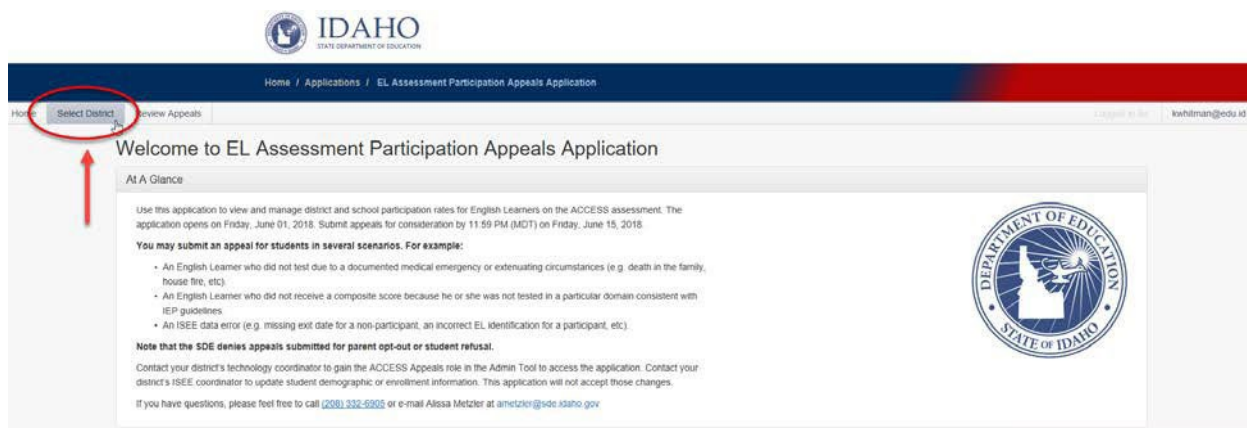 IDAHO
STATE DEPARTMENT OF EDUCATION
Home / Applications / EL Assessment Participation Appeals Application
Home Select District Review Appeals kwhitman@edu.id
Welcome to EL Assessment Participation Appeals Application
At A Glance
Use this application to view and manage district and school participation rates for English Learners on the ACCESS assessment. The
application opens on Friday, June 01, 2018. Submit appeals for consideration by 11:59 PM (MDT) on Friday, June 15, 2018.
You may submit an appeal for students in several scenarios. For example:
• An English Learner who did not test due to a documented medical emergency or extenuating circumstances (e.g. death in the family,
house fire, etc).
• An English Learner who did not receive a composite score because he or she was not tested in a particular domain consistent with
IEP guidelines
• An ISEE data error (e.g. missing exit date for a non-participant, an incorrect EL identification for a participant, etc).
Note that the SDE denies appeals submitted for parent opt-out or student refusal.
Contact your district's technology coordinator to gain the ACCESS Appeals role in the Admin Tool to access the application. Contact your
district's ISEE coordinator to update student demographic or enrollment information. This application will not accept those changes.
If you have questions, please feel free to call (208) 332-6905 or e-mail Alissa Metzler at ametzler@sde.idaho.gov
DEPARTMENT OF EDUCATION
STATE OF IDAHO